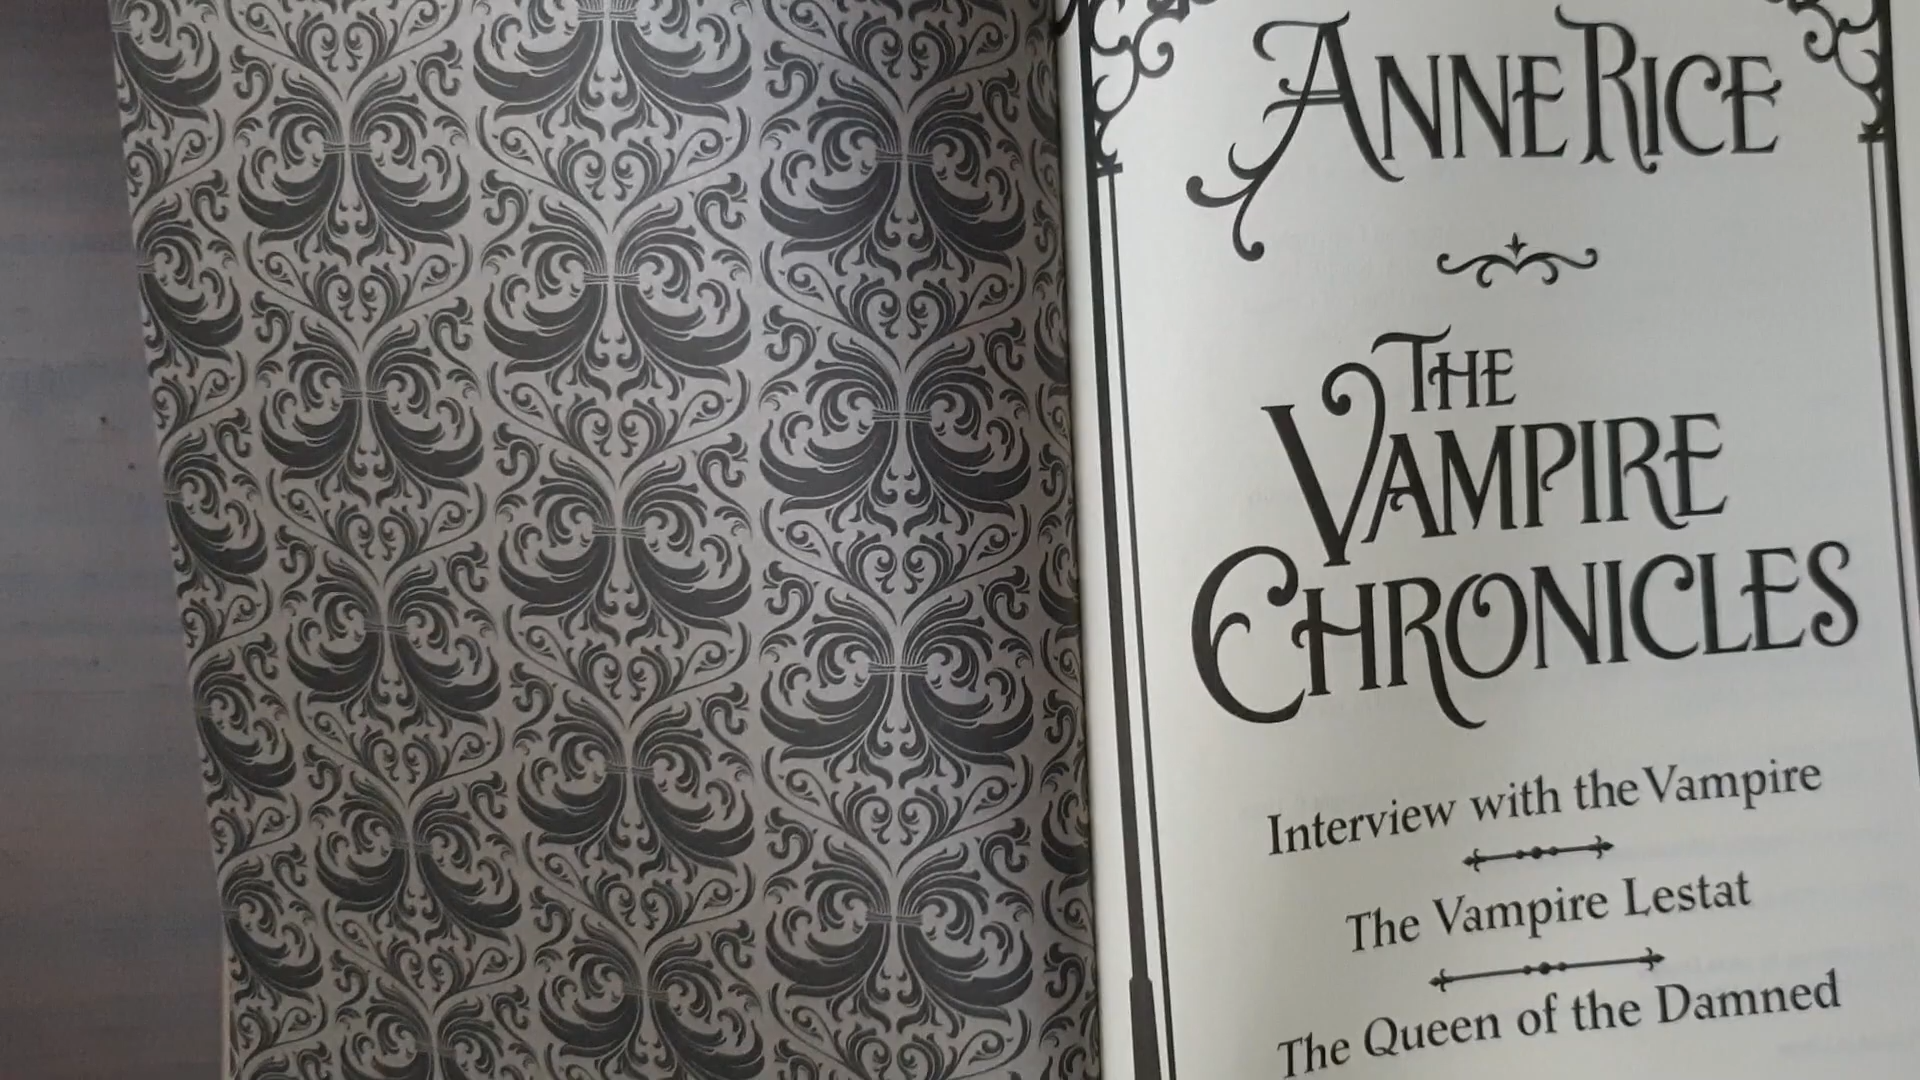 ANNE RICE
THE
VAMPIRE
CHRONICLES
Interview with the Vampire
The Vampire Lestat
The Queen of the Damned